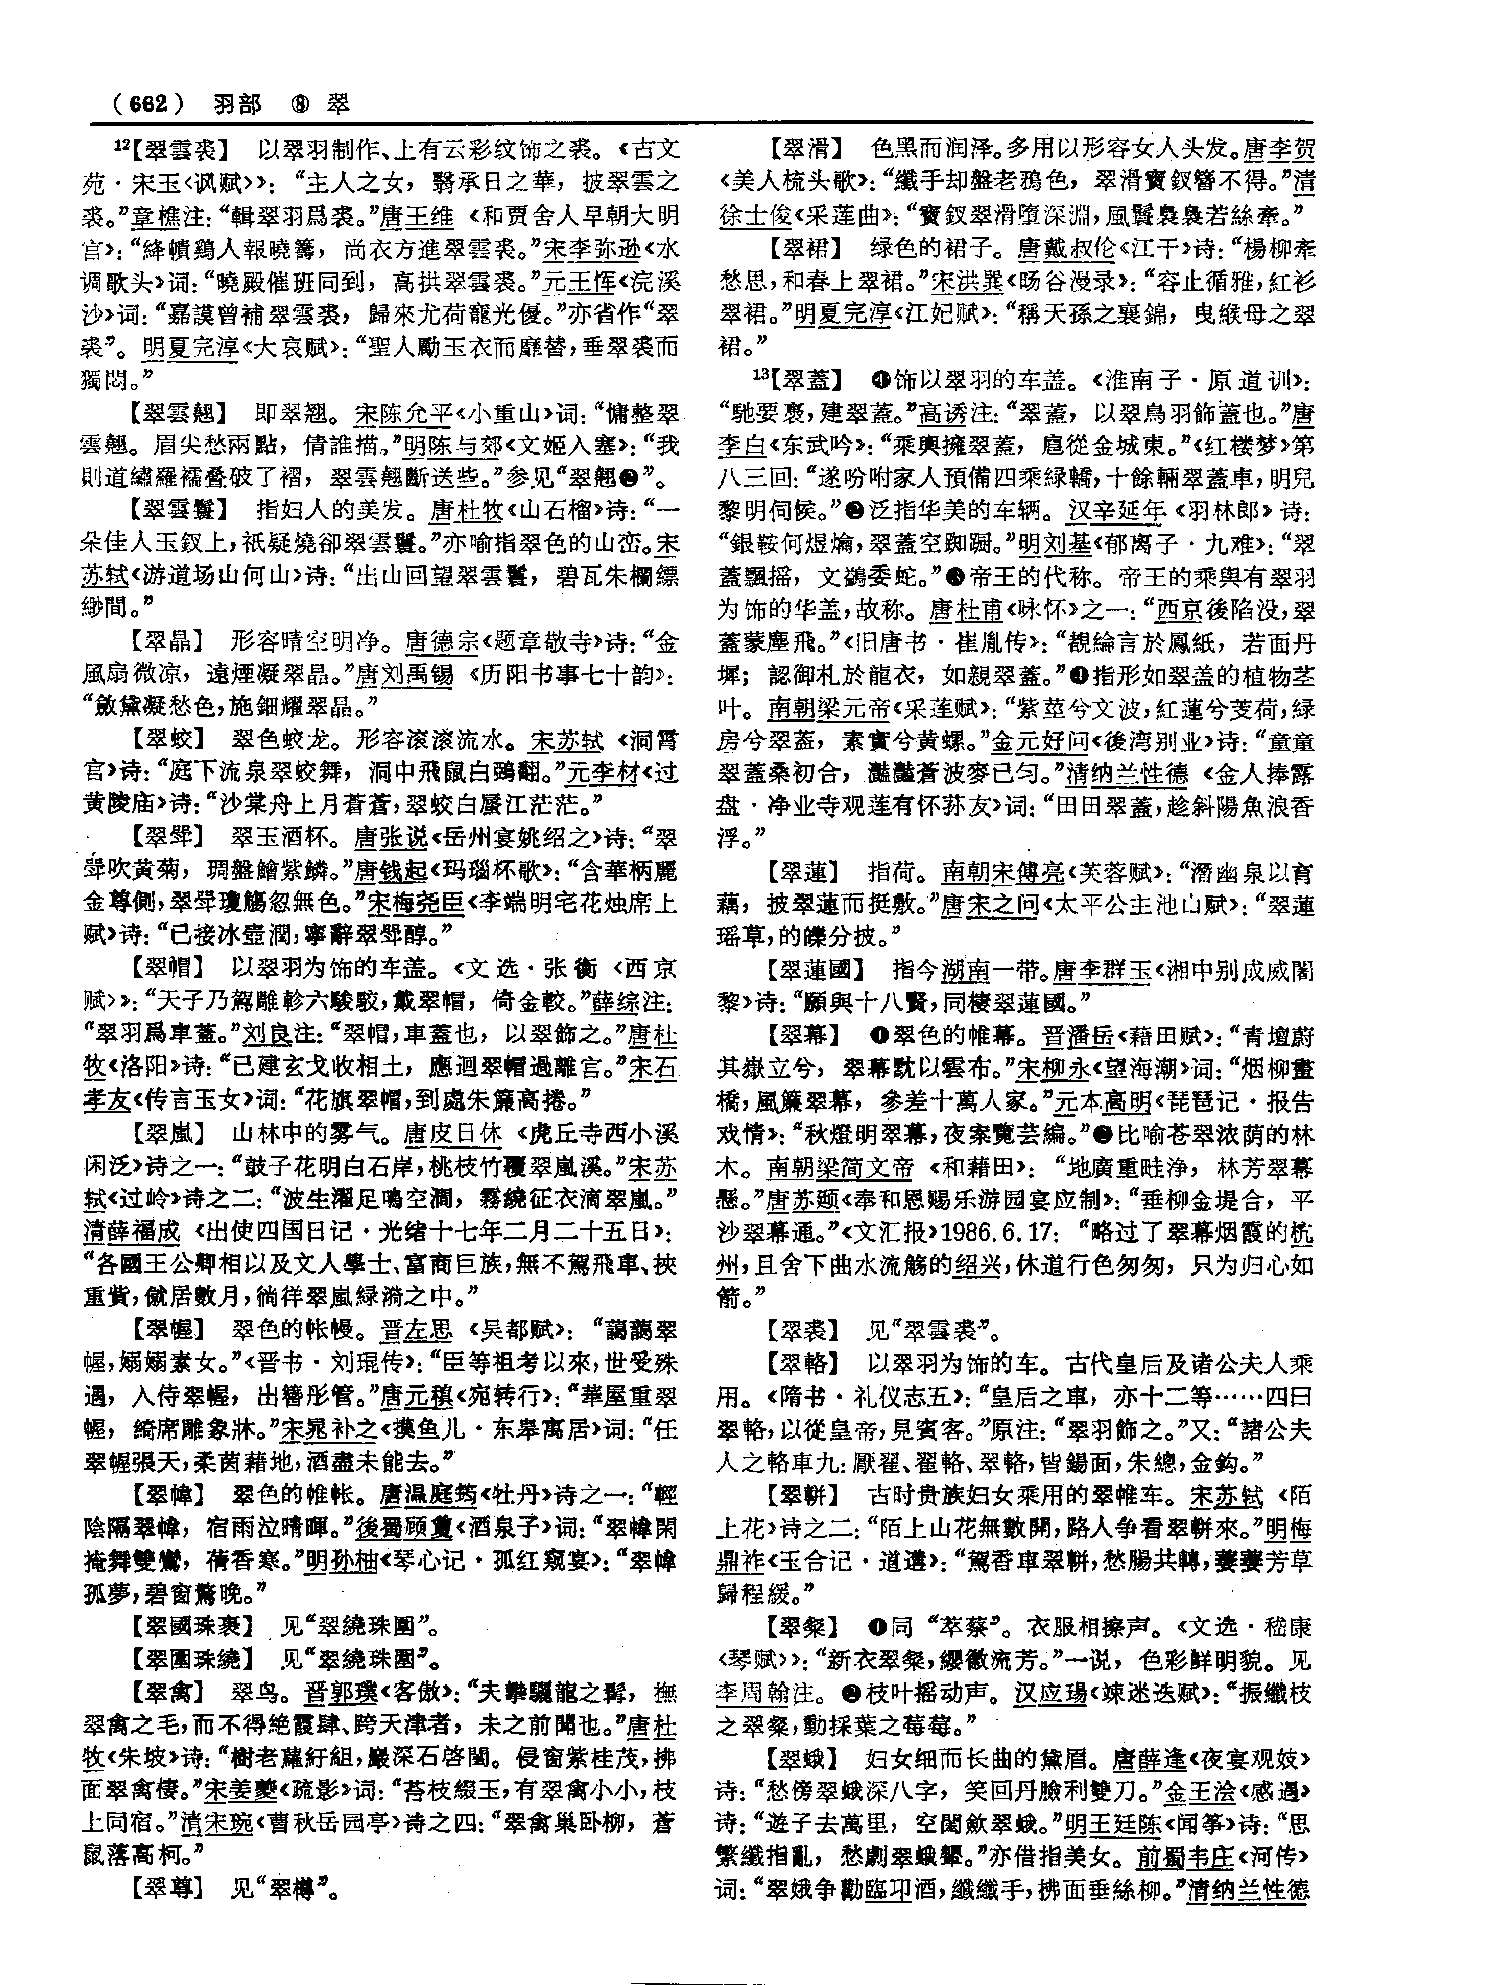 （662） 羽部 ⑧ 翠
¹²【翠雲裘】 以翠羽制作、上有云彩纹饰之裘。《古文
苑·宋玉〈讽赋〉》：“主人之女，翳承日之華，披翠雲之
裘。”章樵注：“輯翠羽爲裘。”唐王维《和贾舍人早朝大明
宫》：“絳幘鷄人報曉籌，尚衣方進翠雲裘。”宋李弥逊《水
调歌头》词：“曉殿催班同到，高拱翠雲裘。”元王恽《浣溪
沙》词：“嘉謨曾補翠雲裘，歸來尤荷寵光優。”亦省作“翠
裘”。明夏完淳《大哀赋》：“聖人勵玉衣而靡替，垂翠裘而
獨悶。”
【翠雲翹】 即翠翘。宋陈允平《小重山》词：“慵整翠
雲翹。眉尖愁兩點，倩誰描。”明陈与郊《文姬入塞》：“我
則道繡羅襦叠破了褶，翠雲翹斷送些。”参见“翠翘❷”。
【翠雲鬟】 指妇人的美发。唐杜牧《山石榴》诗：“一
朵佳人玉釵上，衹疑燒卻翠雲鬟。”亦喻指翠色的山峦。宋
苏轼《游道场山何山》诗：“出山回望翠雲鬟，碧瓦朱欄縹
緲間。”
【翠晶】 形容晴空明净。唐德宗《题章敬寺》诗：“金
風扇微凉，遠煙凝翠晶。”唐刘禹锡《历阳书事七十韵》：
“斂黛凝愁色，施鈿耀翠晶。”
【翠蛟】 翠色蛟龙。形容滚滚流水。宋苏轼《洞霄
宫》诗：“庭下流泉翠蛟舞，洞中飛鼠白鴉翻。”元李材《过
黄陵庙》诗：“沙棠舟上月蒼蒼，翠蛟白蜃江茫茫。”
【翠斝】 翠玉酒杯。唐张说《岳州宴姚绍之》诗：“翠
斝吹黄菊，琱盤鱠紫鱗。”唐钱起《玛瑙杯歌》：“含華柄麗
金尊側，翠斝瓊觴忽無色。”宋梅尧臣《李端明宅花烛席上
赋》诗：“已接冰壺潤，寧辭翠斝醇。”
【翠帽】 以翠羽为饰的车盖。《文选·张衡〈西京
赋〉》：“天子乃駕雕軫六駿駮，戴翠帽，倚金較。”薛综注：
“翠羽爲車蓋。”刘良注：“翠帽，車蓋也，以翠飾之。”唐杜
牧《洛阳》诗：“已建玄戈收相土，應迴翠帽過離宫。”宋石
孝友《传言玉女》词：“花旗翠帽，到處朱簾高捲。”
【翠嵐】 山林中的雾气。唐皮日休《虎丘寺西小溪
闲泛》诗之一：“鼓子花明白石岸，桃枝竹覆翠嵐溪。”宋苏
轼《过岭》诗之二：“波生濯足鳴空澗，霧繞征衣滴翠嵐。”
清薛福成《出使四国日记·光绪十七年二月二十五日》：
“各國王公卿相以及文人學士、富商巨族，無不駕飛車、挾
重貲，僦居數月，徜徉翠嵐緑漪之中。”
【翠幄】 翠色的帐幔。晋左思《吴都赋》：“藹藹翠
幄，嫋嫋素女。”《晋书·刘琨传》：“臣等祖考以來，世受殊
遇，入侍翠幄，出簪彤管。”唐元稹《宛转行》：“華屋重翠
幄，綺席雕象牀。”宋晁补之《摸鱼儿·东皋寓居》词：“任
翠幄張天，柔茵藉地，酒盡未能去。”
【翠幃】 翠色的帷帐。唐温庭筠《牡丹》诗之一：“輕
陰隔翠幃，宿雨泣晴暉。”後蜀顾夐《酒泉子》词：“翠幃閑
掩舞雙鸞，舊香寒。”明孙柚《琴心记·孤红窥宴》：“翠幃
孤夢，碧窗驚晚。”
【翠圍珠裹】 见“翠繞珠圍”。
【翠圍珠繞】 见“翠繞珠圍”。
【翠禽】 翠鸟。晋郭璞《客傲》：“夫攀驪龍之髯，撫
翠禽之毛，而不得絶霞肆、跨天津者，未之前聞也。”唐杜
牧《朱坡》诗：“樹老蘿紆組，巖深石啓閨。侵窗紫桂茂，拂
面翠禽棲。”宋姜夔《疏影》词：“苔枝綴玉，有翠禽小小，枝
上同宿。”清宋琬《曹秋岳园亭》诗之四：“翠禽巢卧柳，蒼
鼠落高柯。”
【翠尊】 见“翠樽”。
【翠滑】 色黑而润泽。多用以形容女人头发。唐李贺
《美人梳头歌》：“纖手却盤老鴉色，翠滑寶釵簪不得。”清
徐士俊《采莲曲》：“寶釵翠滑墮深淵，風鬟裊裊若絲牽。”
【翠裙】 绿色的裙子。唐戴叔伦《江干》诗：“楊柳牽
愁思，和春上翠裙。”宋洪巽《旸谷漫录》：“容止循雅，紅衫
翠裙。”明夏完淳《江妃赋》：“稱天孫之襄錦，曳緱母之翠
裙。”
¹³【翠蓋】 ❶饰以翠羽的车盖。《淮南子·原道训》：
“馳要褭，建翠蓋。”高诱注：“翠蓋，以翠鳥羽飾蓋也。”唐
李白《东武吟》：“乘輿擁翠蓋，扈從金城東。”《红楼梦》第
八三回：“遂吩咐家人預備四乘緑轎，十餘輛翠蓋車，明兒
黎明伺候。”❷泛指华美的车辆。汉辛延年《羽林郎》诗：
“銀鞍何煜爚，翠蓋空踟蹰。”明刘基《郁离子·九难》：“翠
蓋飄摇，文鷁委蛇。”❸帝王的代称。帝王的乘舆有翠羽
为饰的华盖，故称。唐杜甫《咏怀》之一：“西京後陷没，翠
蓋蒙塵飛。”《旧唐书·崔胤传》：“覩綸言於鳳紙，若面丹
墀；認御札於龍衣，如親翠蓋。”❹指形如翠盖的植物茎
叶。南朝梁元帝《采莲赋》：“紫莖兮文波，紅蓮兮芰荷，緑
房兮翠蓋，素實兮黄螺。”金元好问《後湾别业》诗：“童童
翠蓋桑初合，灩灩蒼波麥已匀。”清纳兰性德《金人捧露
盘·净业寺观莲有怀荪友》词：“田田翠蓋，趁斜陽魚浪香
浮。”
【翠蓮】 指荷。南朝宋傅亮《芙蓉赋》：“潛幽泉以育
藕，披翠蓮而挺敷。”唐宋之问《太平公主池山赋》：“翠蓮
瑶草，的皪分披。”
【翠蓮國】 指今湖南一带。唐李群玉《湘中别成威闍
黎》诗：“願與十八賢，同棲翠蓮國。”
【翠幕】 ❶翠色的帷幕。晋潘岳《藉田赋》：“青壇蔚
其嶽立兮，翠幕黕以雲布。”宋柳永《望海潮》词：“烟柳畫
橋，風簾翠幕，參差十萬人家。”元本高明《琵琶记·报告
戏情》：“秋燈明翠幕，夜案覽芸編。”❷比喻苍翠浓荫的林
木。南朝梁简文帝《和藉田》：“地廣重畦浄，林芳翠幕
懸。”唐苏颋《奉和恩赐乐游园宴应制》：“垂柳金堤合，平
沙翠幕通。”《文汇报》1986.6.17：“略过了翠幕烟霞的杭
州，且舍下曲水流觞的绍兴，休道行色匆匆，只为归心如
箭。”
【翠裘】 见“翠雲裘”。
【翠輅】 以翠羽为饰的车。古代皇后及诸公夫人乘
用。《隋书·礼仪志五》：“皇后之車，亦十二等……四曰
翠輅，以從皇帝，見賓客。”原注：“翠羽飾之。”又：“諸公夫
人之輅車九：厭翟、翟輅、翠輅，皆鍚面，朱總，金鈎。”
【翠軿】 古时贵族妇女乘用的翠帷车。宋苏轼《陌
上花》诗之二：“陌上山花無數開，路人争看翠軿來。”明梅
鼎祚《玉合记·道遘》：“駕香車翠軿，愁腸共轉，萋萋芳草
歸程緩。”
【翠粲】 ❶同“萃蔡”。衣服相擦声。《文选·嵇康
〈琴赋〉》：“新衣翠粲，纓徽流芳。”一说，色彩鲜明貌。见
李周翰注。❷枝叶摇动声。汉应瑒《竦迷迭赋》：“振纖枝
之翠粲，動採葉之莓莓。”
【翠娥】 妇女细而长曲的黛眉。唐薛逢《夜宴观妓》
诗：“愁傍翠蛾深八字，笑回丹臉利雙刀。”金王浍《感遇》
诗：“遊子去萬里，空閨斂翠蛾。”明王廷陈《闻筝》诗：“思
繁纖指亂，愁劇翠蛾顰。”亦借指美女。前蜀韦庄《河传》
词：“翠娥争勸臨邛酒，纖纖手，拂面垂絲柳。”清纳兰性德